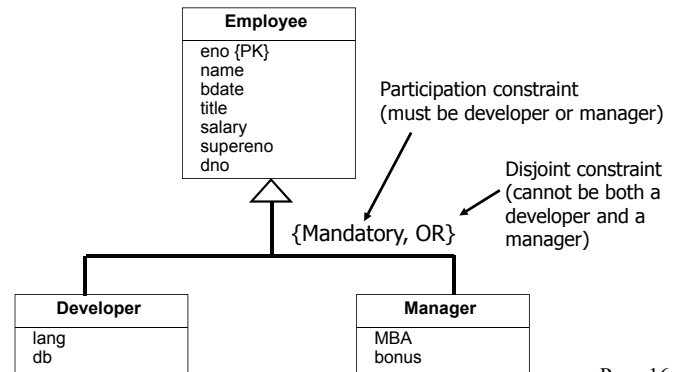 Employee
eno {PK}
name
bdate
title
salary
supereno
dno
Participation constraint
(must be developer or manager)
Disjoint constraint
(cannot be both a
developer and a
manager)
{Mandatory, OR}
Developer
lang
db
Manager
MBA
bonus